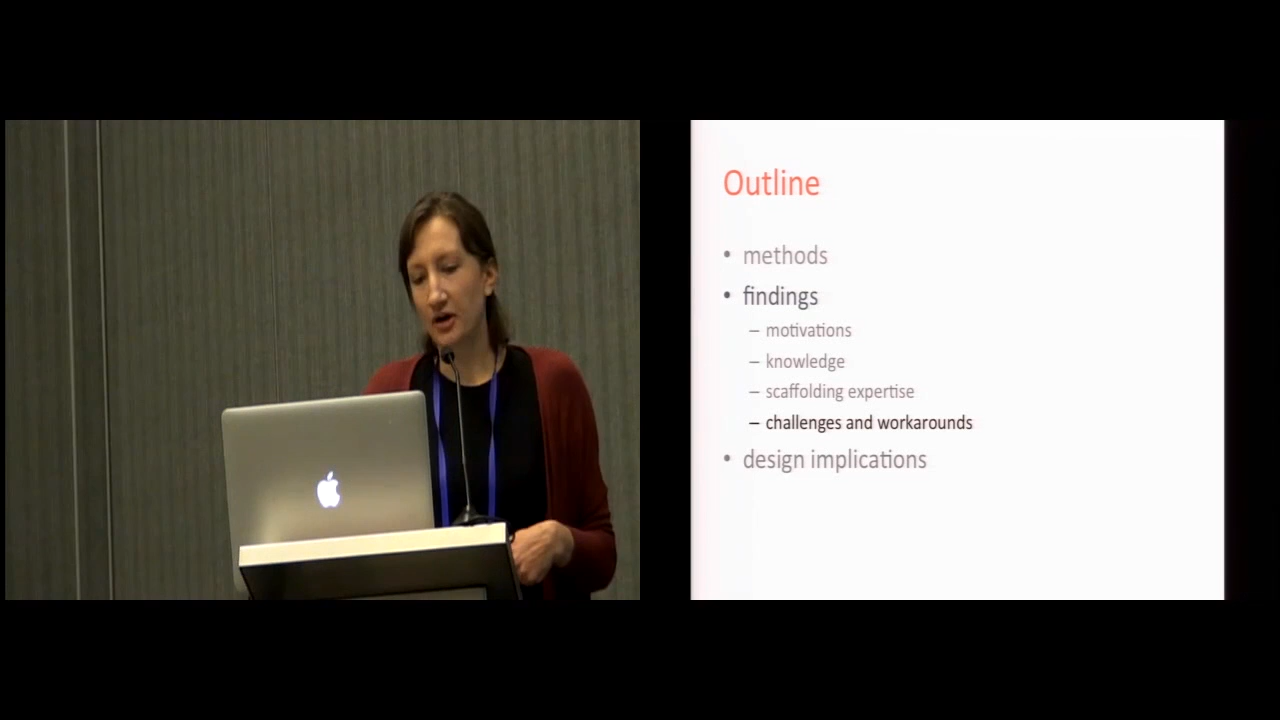 Outline
• methods
• findings
– motivations
– knowledge
– scaffolding expertise
– challenges and workarounds
• design implications